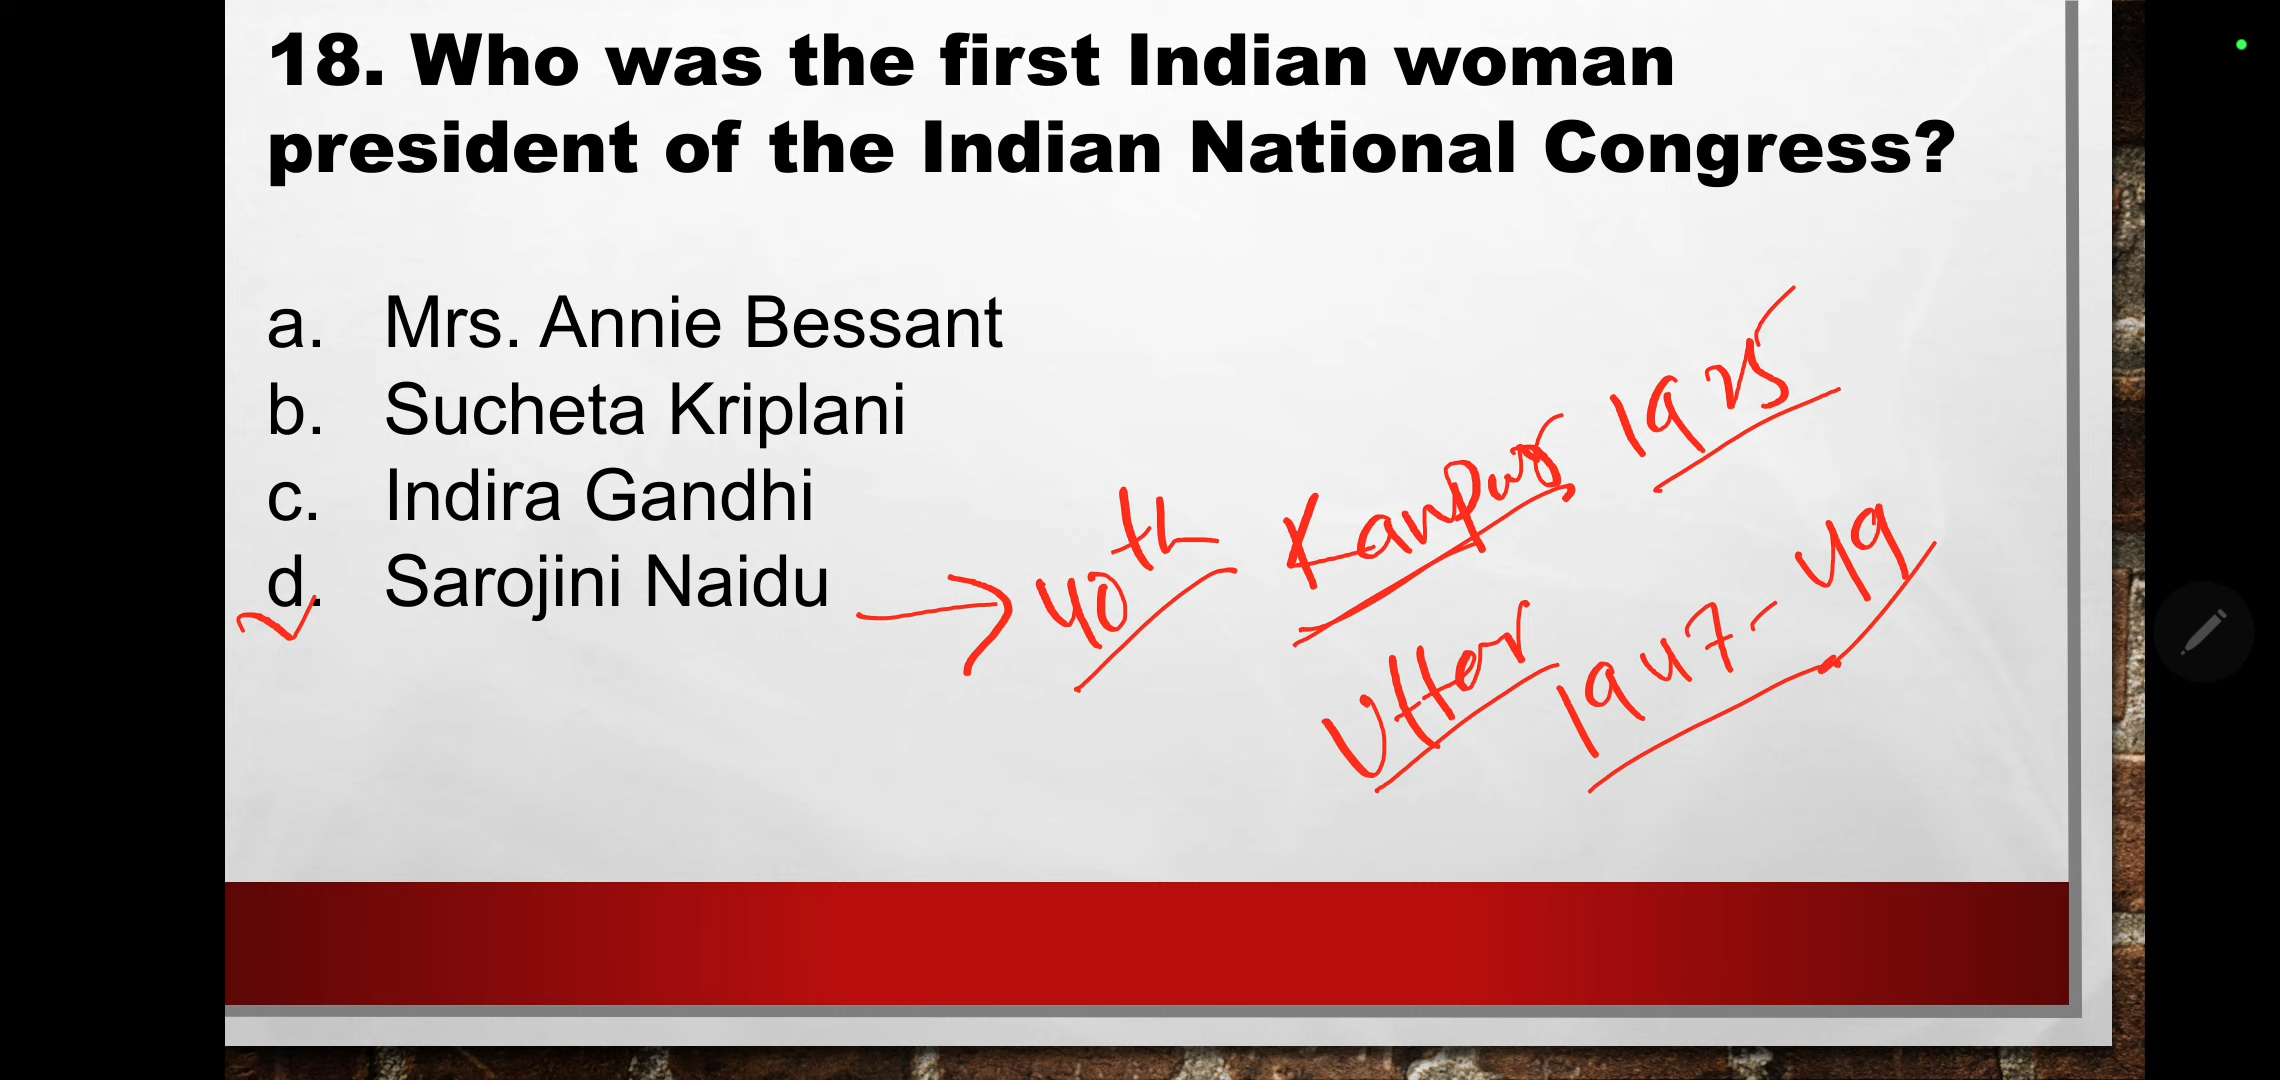 18. Who was the first Indian woman
president of the Indian National Congress?
a. Mrs. Annie Bessant
b. Sucheta Kriplani
c. Indira Gandhi
d. Sarojini Naidu
40th Kanpur 1925
Uttar 1947-49